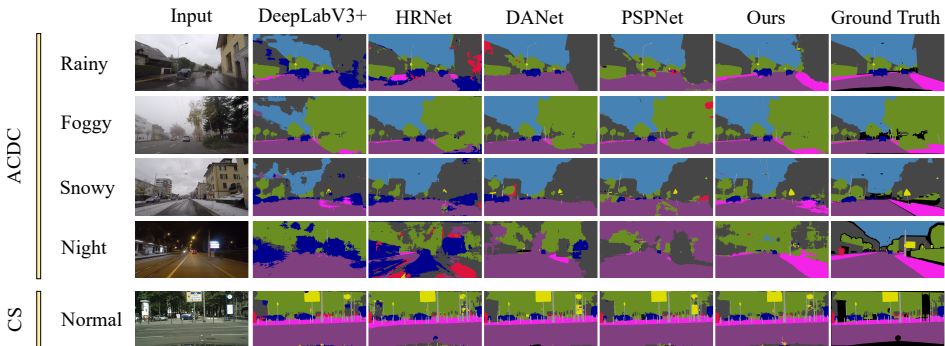 Input DeepLabV3+ HRNet DANet PSPNet Ours Ground Truth
ACDC
Rainy
Foggy
Snowy
Night
CS
Normal